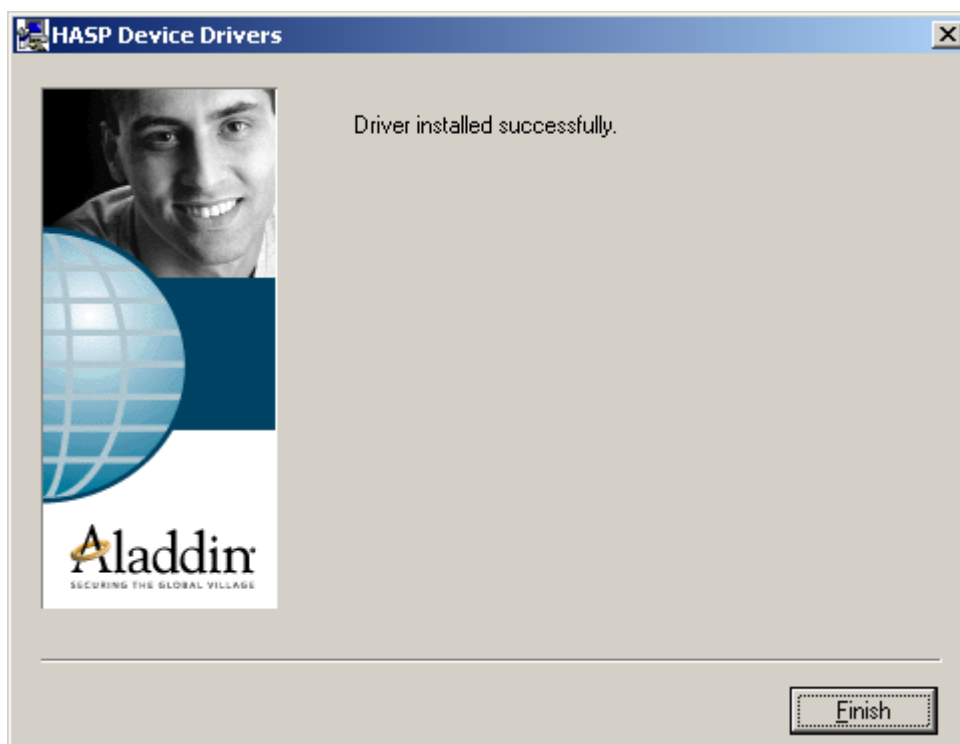 HASP Device Drivers
Driver installed successfully.
Aladdin
SECURING THE GLOBAL VILLAGE
Finish